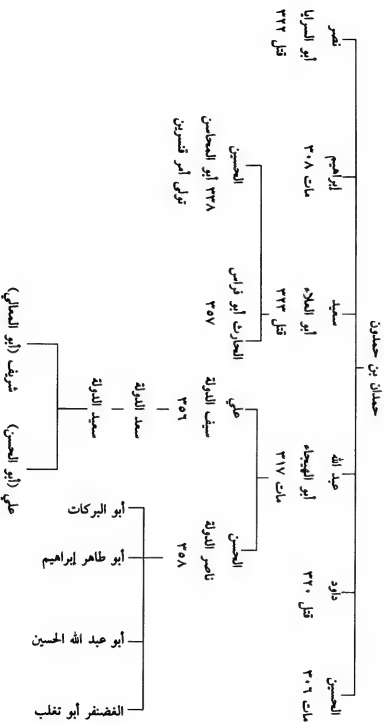 حمدان بن حمدون
الحسين
مات ٣٠٦
داود
قتل ٣٢٠
عبد الله
أبو الهيجاء
مات ٣١٧
سعيد
أبو العلاء
قتل ٣٢٣
إبراهيم
مات ٣٠٨
نصر
أبو السرايا
قتل ٣٢٢
الحسن
ناصر الدولة
٣٥٨
علي
سيف الدولة
٣٥٦
الحارث أبو فراس
٣٥٧
الحسين
٣٣٨ أبو المحاسن
تولى أمر قنسرين
سعد الدولة
سعيد الدولة
علي (أبو الحسن)
شريف (أبو المعالي)
أبو البركات
أبو طاهر إبراهيم
أبو عبد الله الحسين
الغضنفر أبو تغلب